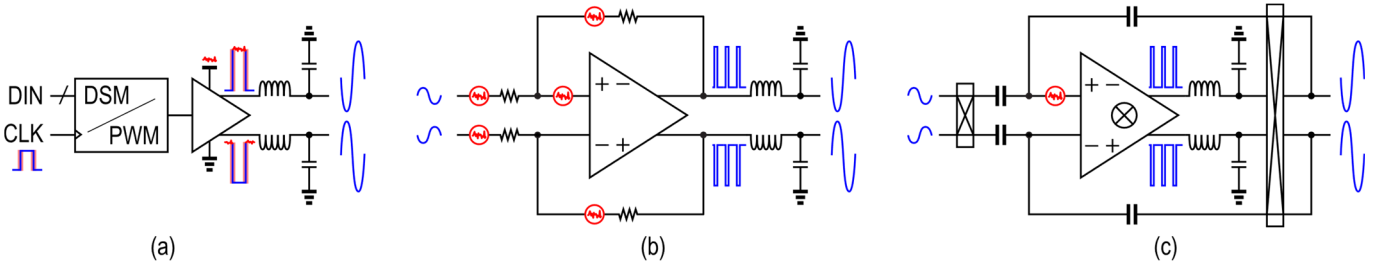 DIN
DSM
PWM
CLK
+ −
− +
+ −
− +
(a)
(b)
(c)